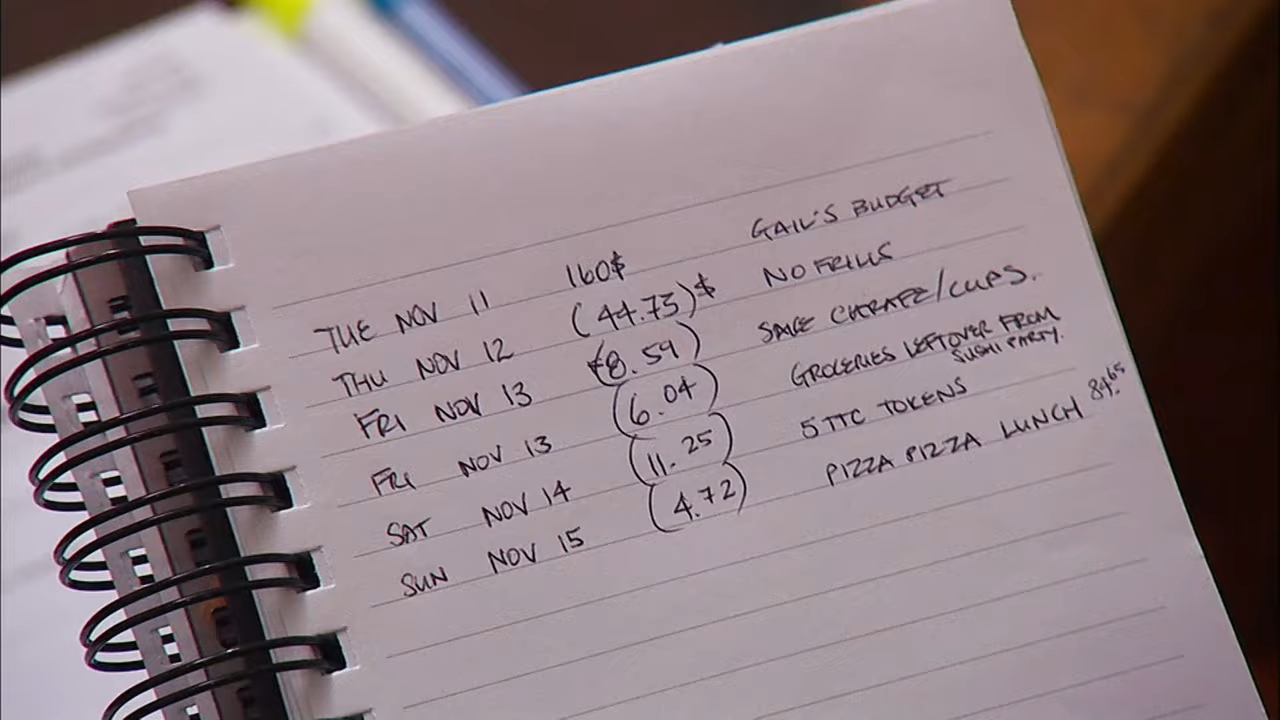 TUE NOV 11 160$ GAIL'S BUDGET
THU NOV 12 (44.75)$ NO FRILLS
FRI NOV 13 (8.59) SAKE CARAFE/CUPS.
FRI NOV 13 (6.04) GROCERIES LEFTOVER FROM
SUSHI PARTY.
SAT NOV 14 (11.25) 5 TTC TOKENS
SUN NOV 15 (4.72) PIZZA PIZZA LUNCH 84.65